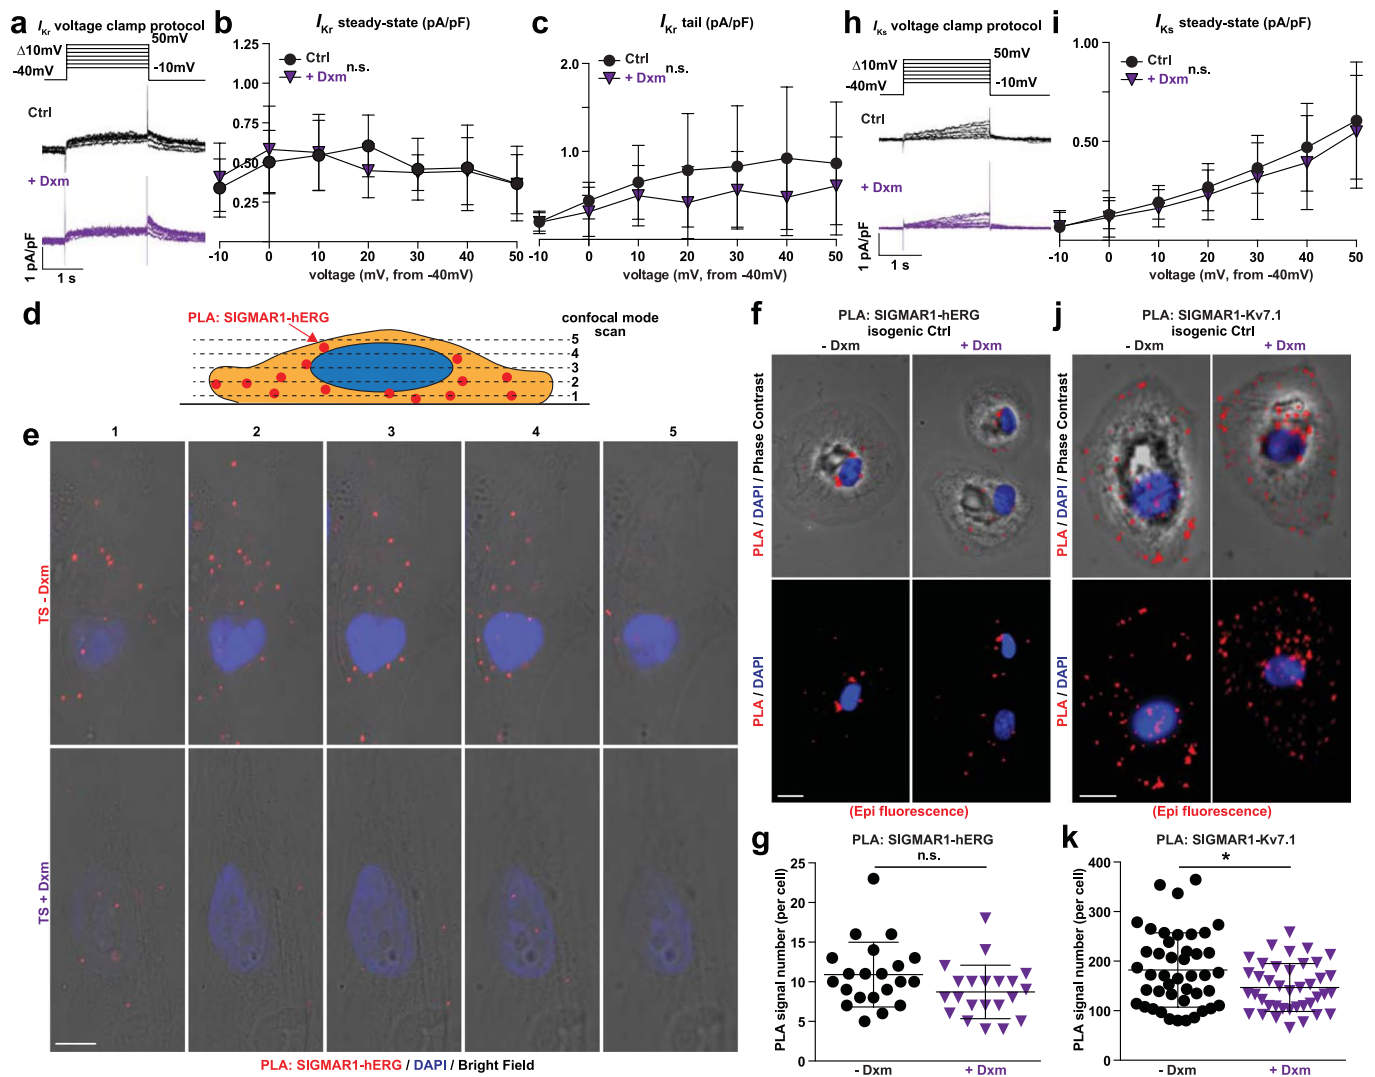 a
I Kr voltage clamp protocol
50mV
Δ10mV
-40mV
-10mV
Ctrl
+ Dxm
1 pA/pF
1 s
b
I Kr steady-state (pA/pF)
Ctrl
+ Dxm
n.s.
1.25
1.00
0.75
0.50
0.25
-10
0
10
20
30
40
50
voltage (mV, from -40mV)
c
I Kr tail (pA/pF)
Ctrl
+ Dxm
n.s.
2.0
1.0
-10
0
10
20
30
40
50
voltage (mV, from -40mV)
h
I Ks voltage clamp protocol
50mV
Δ10mV
-40mV
-10mV
Ctrl
+ Dxm
1 pA/pF
1 s
i
I Ks steady-state (pA/pF)
Ctrl
+ Dxm
n.s.
1.00
0.50
-10
0
10
20
30
40
50
voltage (mV, from -40mV)
d
PLA: SIGMAR1-hERG
confocal mode
scan
5
4
3
2
1
e
1
2
3
4
5
TS - Dxm
TS + Dxm
PLA: SIGMAR1-hERG / DAPI / Bright Field
f
PLA: SIGMAR1-hERG
isogenic Ctrl
- Dxm
+ Dxm
PLA / DAPI / Phase Contrast
PLA / DAPI
(Epi fluorescence)
j
PLA: SIGMAR1-Kv7.1
isogenic Ctrl
- Dxm
+ Dxm
PLA / DAPI / Phase Contrast
PLA / DAPI
(Epi fluorescence)
g
PLA: SIGMAR1-hERG
n.s.
PLA signal number (per cell)
25
20
15
10
5
0
- Dxm
+ Dxm
k
PLA: SIGMAR1-Kv7.1
*
PLA signal number (per cell)
400
300
200
100
0
- Dxm
+ Dxm